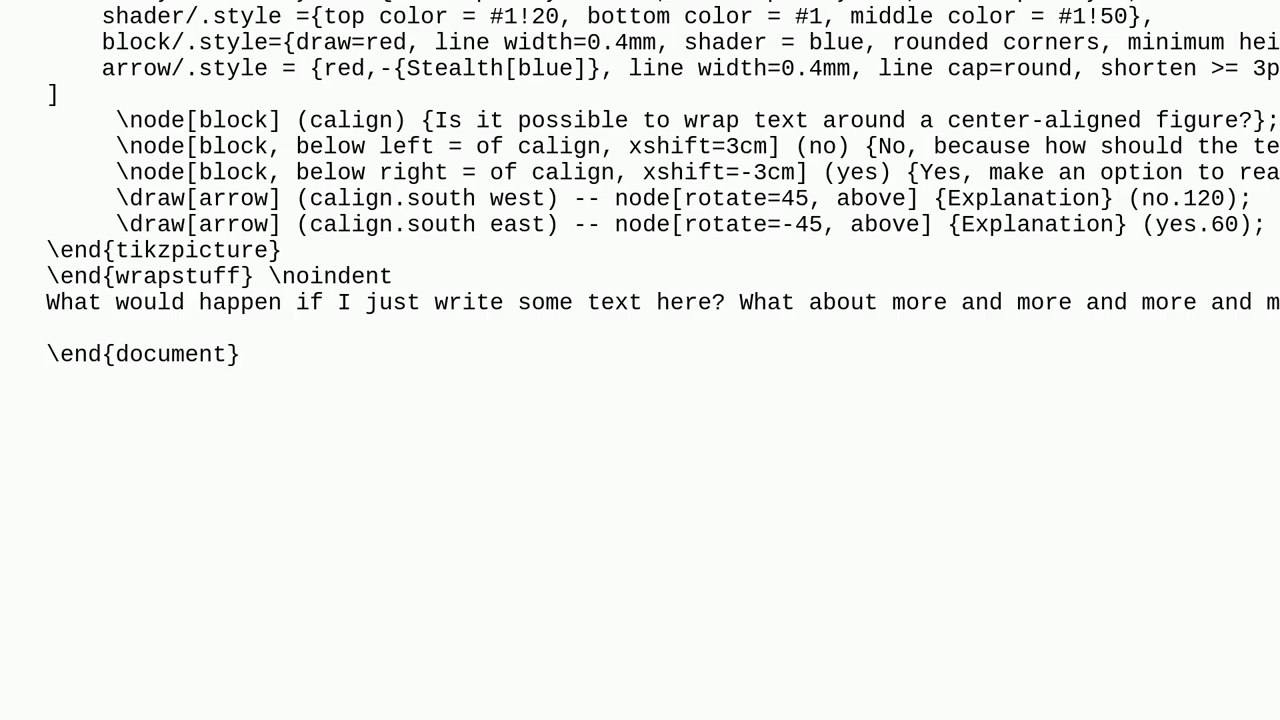 shader/.style ={top color = #1!20, bottom color = #1, middle color = #1!50},
block/.style={draw=red, line width=0.4mm, shader = blue, rounded corners, minimum hei
arrow/.style = {red,-{Stealth[blue]}, line width=0.4mm, line cap=round, shorten >= 3p
]
\node[block] (calign) {Is it possible to wrap text around a center-aligned figure?};
\node[block, below left = of calign, xshift=3cm] (no) {No, because how should the te
\node[block, below right = of calign, xshift=-3cm] (yes) {Yes, make an option to rea
\draw[arrow] (calign.south west) -- node[rotate=45, above] {Explanation} (no.120);
\draw[arrow] (calign.south east) -- node[rotate=-45, above] {Explanation} (yes.60);
\end{tikzpicture}
\end{wrapstuff} \noindent
What would happen if I just write some text here? What about more and more and more and m
\end{document}